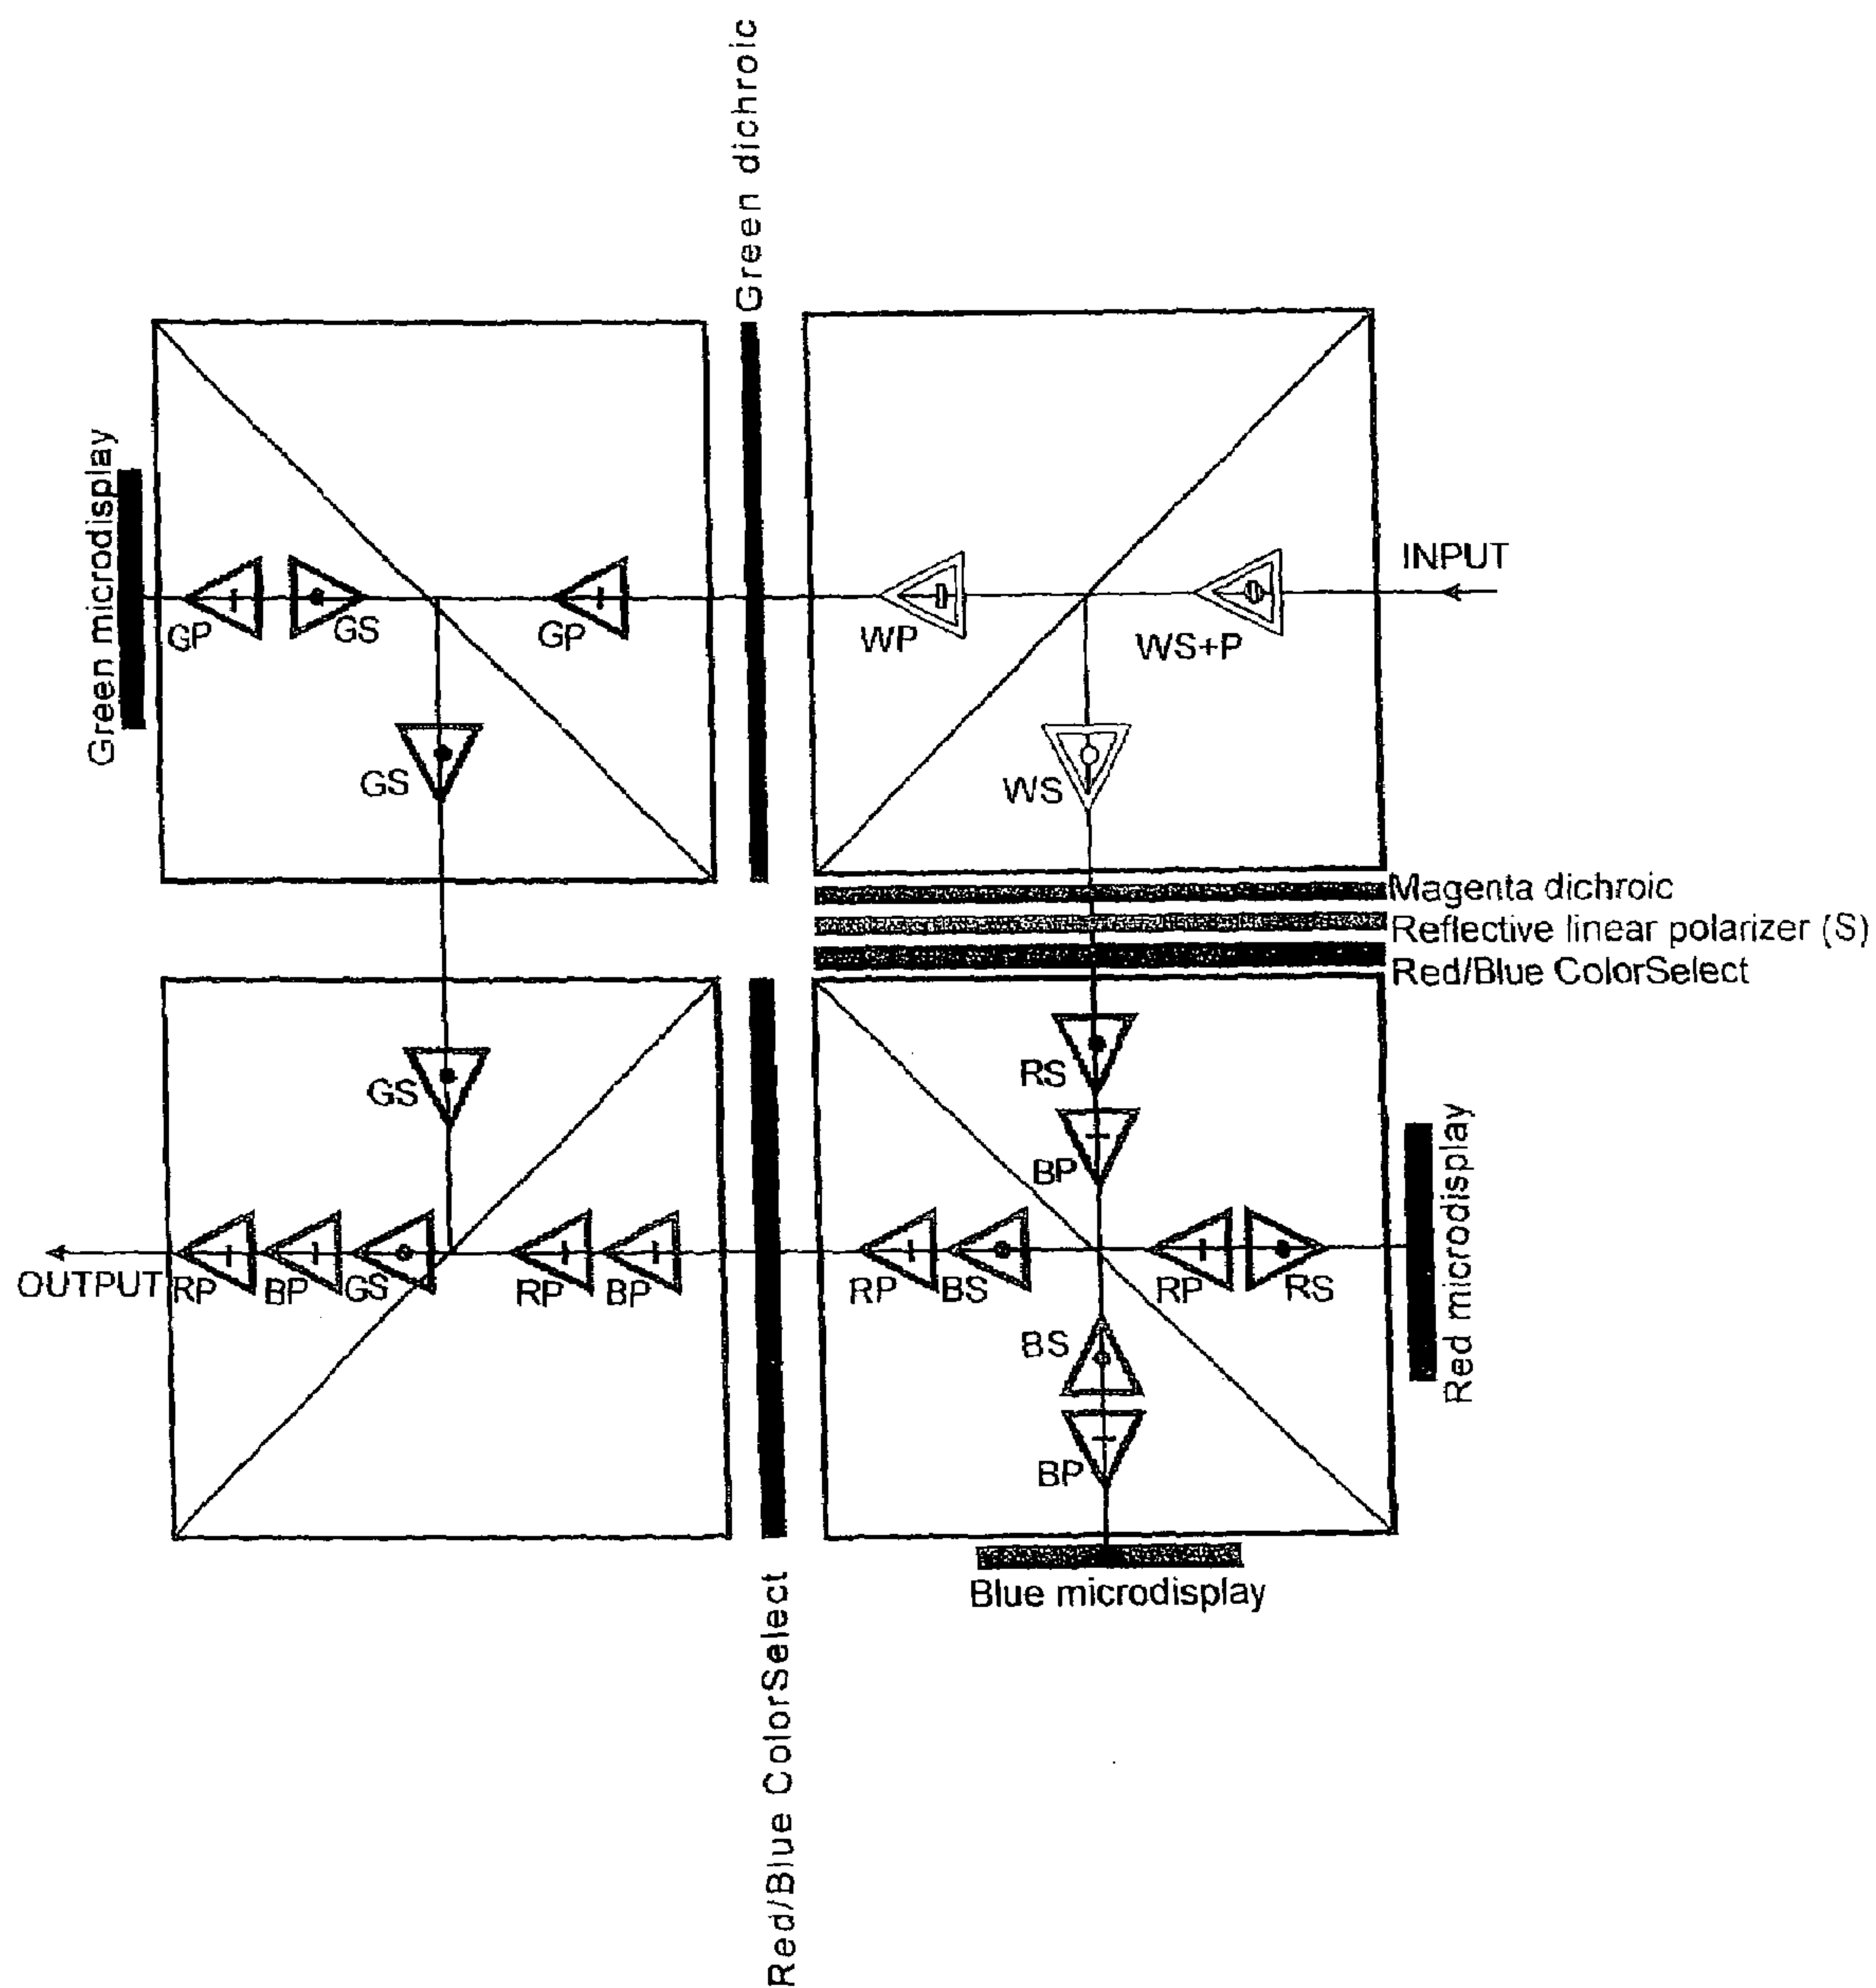 Green dichroic
Green microdisplay
INPUT
GP
GS
GP
WP
WS+P
GS
WS
Magenta dichroic
Reflective linear polarizer (S)
Red/Blue ColorSelect
RS
GS
BP
Red microdisplay
OUTPUT
RP
BP
GS
RP
BP
RP
BS
RP
RS
BS
BP
Blue microdisplay
Red/Blue ColorSelect